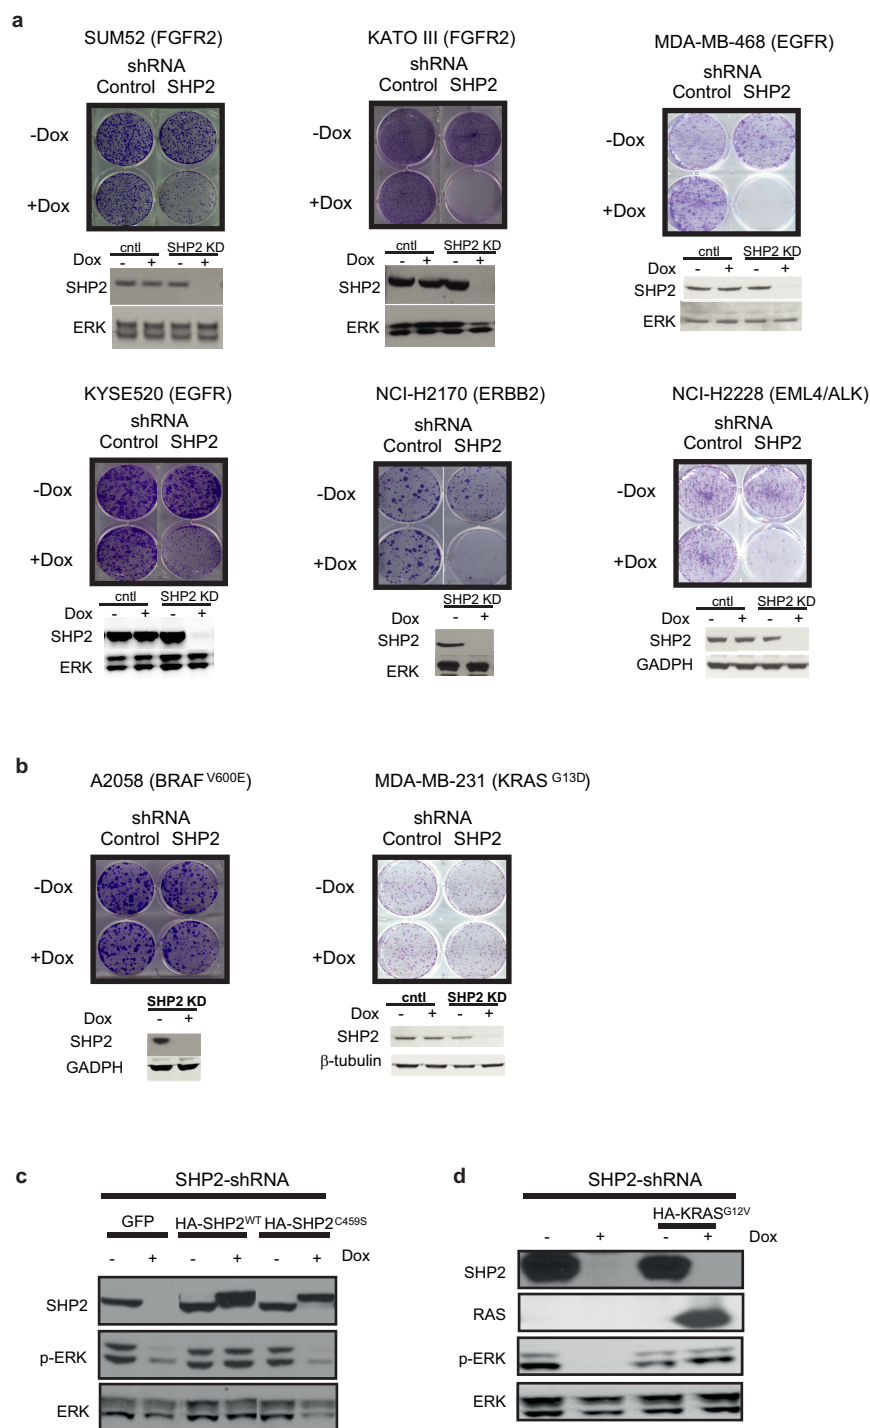 a
SUM52 (FGFR2)
shRNA
Control SHP2
-Dox
+Dox
cntl SHP2 KD
Dox - + - +
SHP2
ERK
KATO III (FGFR2)
shRNA
Control SHP2
-Dox
+Dox
cntl SHP2 KD
Dox - + - +
SHP2
ERK
MDA-MB-468 (EGFR)
shRNA
Control SHP2
-Dox
+Dox
cntl SHP2 KD
Dox - + - +
SHP2
ERK
KYSE520 (EGFR)
shRNA
Control SHP2
-Dox
+Dox
cntl SHP2 KD
Dox - + - +
SHP2
ERK
NCI-H2170 (ERBB2)
shRNA
Control SHP2
-Dox
+Dox
SHP2 KD
Dox - +
SHP2
ERK
NCI-H2228 (EML4/ALK)
shRNA
Control SHP2
-Dox
+Dox
cntl SHP2 KD
Dox - + - +
SHP2
GADPH
b
A2058 (BRAF V600E)
shRNA
Control SHP2
-Dox
+Dox
SHP2 KD
Dox - +
SHP2
GADPH
MDA-MB-231 (KRAS G13D)
shRNA
Control SHP2
-Dox
+Dox
cntl SHP2 KD
Dox - + - +
SHP2
β-tubulin
c
SHP2-shRNA
GFP HA-SHP2WT HA-SHP2C459S
- + - + - + Dox
SHP2
p-ERK
ERK
d
SHP2-shRNA
HA-KRASG12V
- + - + Dox
SHP2
RAS
p-ERK
ERK